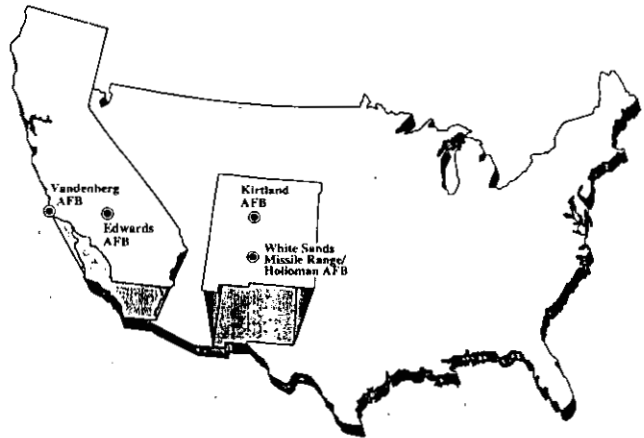 Vandenberg
AFB
Edwards
AFB
Kirtland
AFB
White Sands
Missile Range/
Holloman AFB